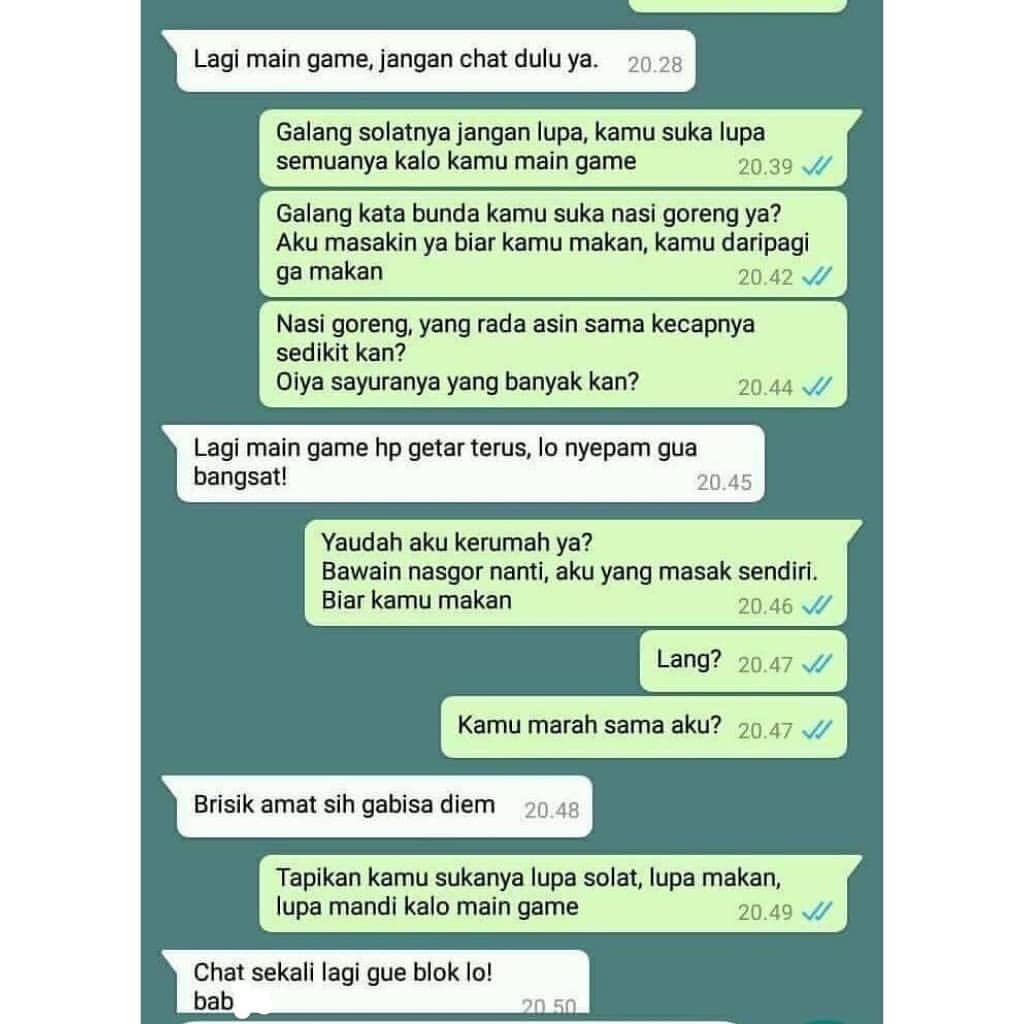 Lagi main game, jangan chat dulu ya. 20.28
Galang solatnya jangan lupa, kamu suka lupa
semuanya kalo kamu main game 20.39
Galang kata bunda kamu suka nasi goreng ya?
Aku masakin ya biar kamu makan, kamu daripagi
ga makan 20.42
Nasi goreng, yang rada asin sama kecapnya
sedikit kan?
Oiya sayuranya yang banyak kan? 20.44
Lagi main game hp getar terus, lo nyepam gua
bangsat! 20.45
Yaudah aku kerumah ya?
Bawain nasgor nanti, aku yang masak sendiri.
Biar kamu makan 20.46
Lang? 20.47
Kamu marah sama aku? 20.47
Brisik amat sih gabisa diem 20.48
Tapikan kamu sukanya lupa solat, lupa makan,
lupa mandi kalo main game 20.49
Chat sekali lagi gue blok lo!
bab 20.50